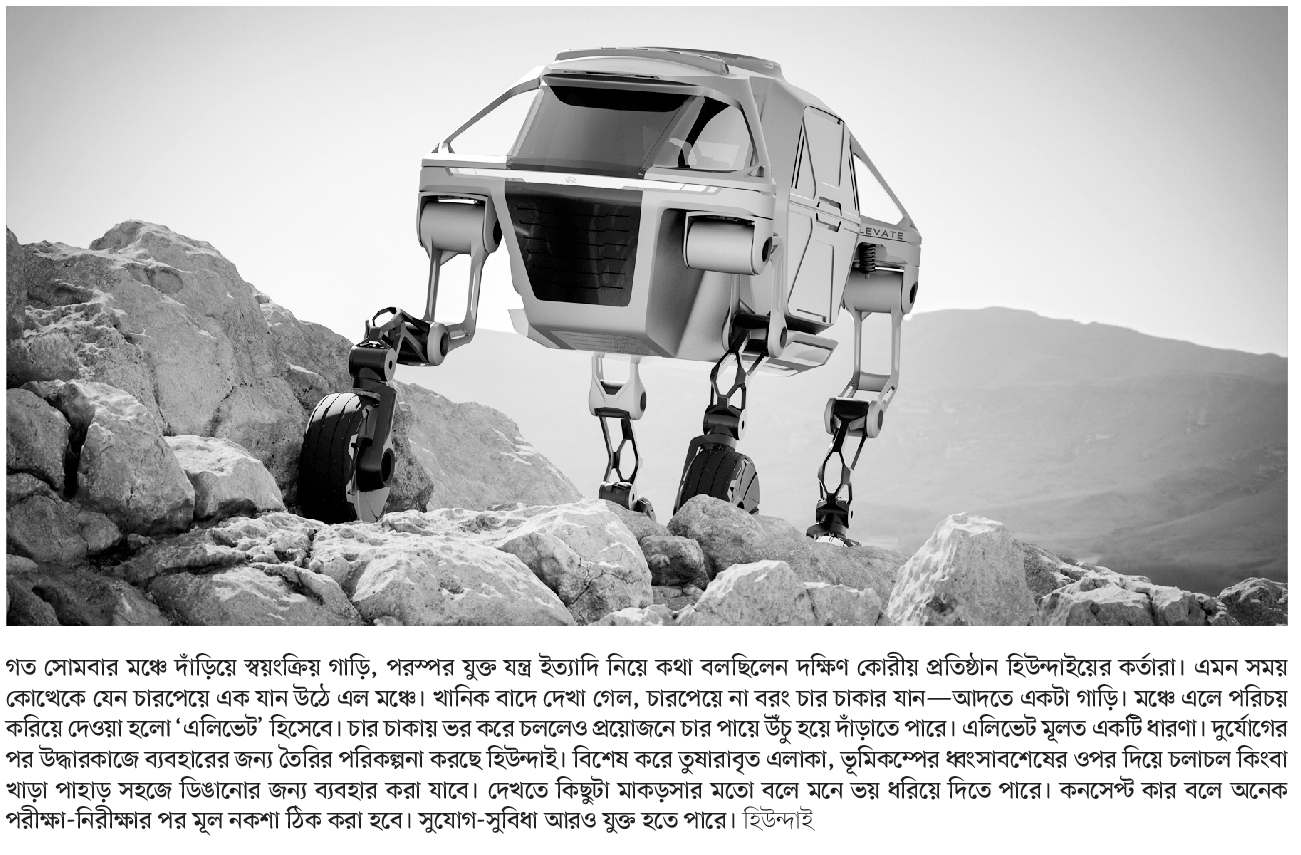 LEVATE
গত সোমবার মঞ্চে দাঁড়িয়ে স্বয়ংক্রিয় গাড়ি, পরস্পর যুক্ত যন্ত্র ইত্যাদি নিয়ে কথা বলছিলেন দক্ষিণ কোরীয় প্রতিষ্ঠান হিউন্দাইয়ের কর্তারা। এমন সময়
কোত্থেকে যেন চারপেয়ে এক যান উঠে এল মঞ্চে। খানিক বাদে দেখা গেল, চারপেয়ে না বরং চার চাকার যান—আদতে একটা গাড়ি। মঞ্চে এলে পরিচয়
করিয়ে দেওয়া হলো ‘এলিভেট’ হিসেবে। চার চাকায় ভর করে চললেও প্রয়োজনে চার পায়ে উঁচু হয়ে দাঁড়াতে পারে। এলিভেট মূলত একটি ধারণা। দুর্যোগের
পর উদ্ধারকাজে ব্যবহারের জন্য তৈরির পরিকল্পনা করছে হিউন্দাই। বিশেষ করে তুষারাবৃত এলাকা, ভূমিকম্পের ধ্বংসাবশেষের ওপর দিয়ে চলাচল কিংবা
খাড়া পাহাড় সহজে ডিঙানোর জন্য ব্যবহার করা যাবে। দেখতে কিছুটা মাকড়সার মতো বলে মনে ভয় ধরিয়ে দিতে পারে। কনসেপ্ট কার বলে অনেক
পরীক্ষা-নিরীক্ষার পর মূল নকশা ঠিক করা হবে। সুযোগ-সুবিধা আরও যুক্ত হতে পারে। হিউন্দাই